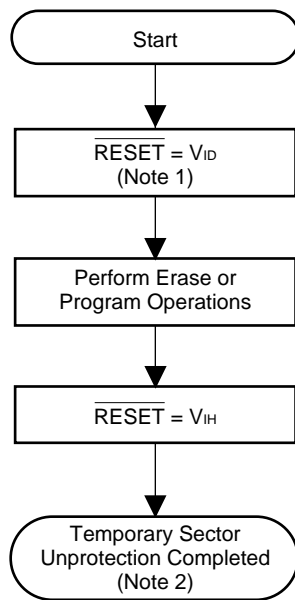 Start
RESET = VID
(Note 1)
Perform Erase or
Program Operations
RESET = VIH
Temporary Sector
Unprotection Completed
(Note 2)